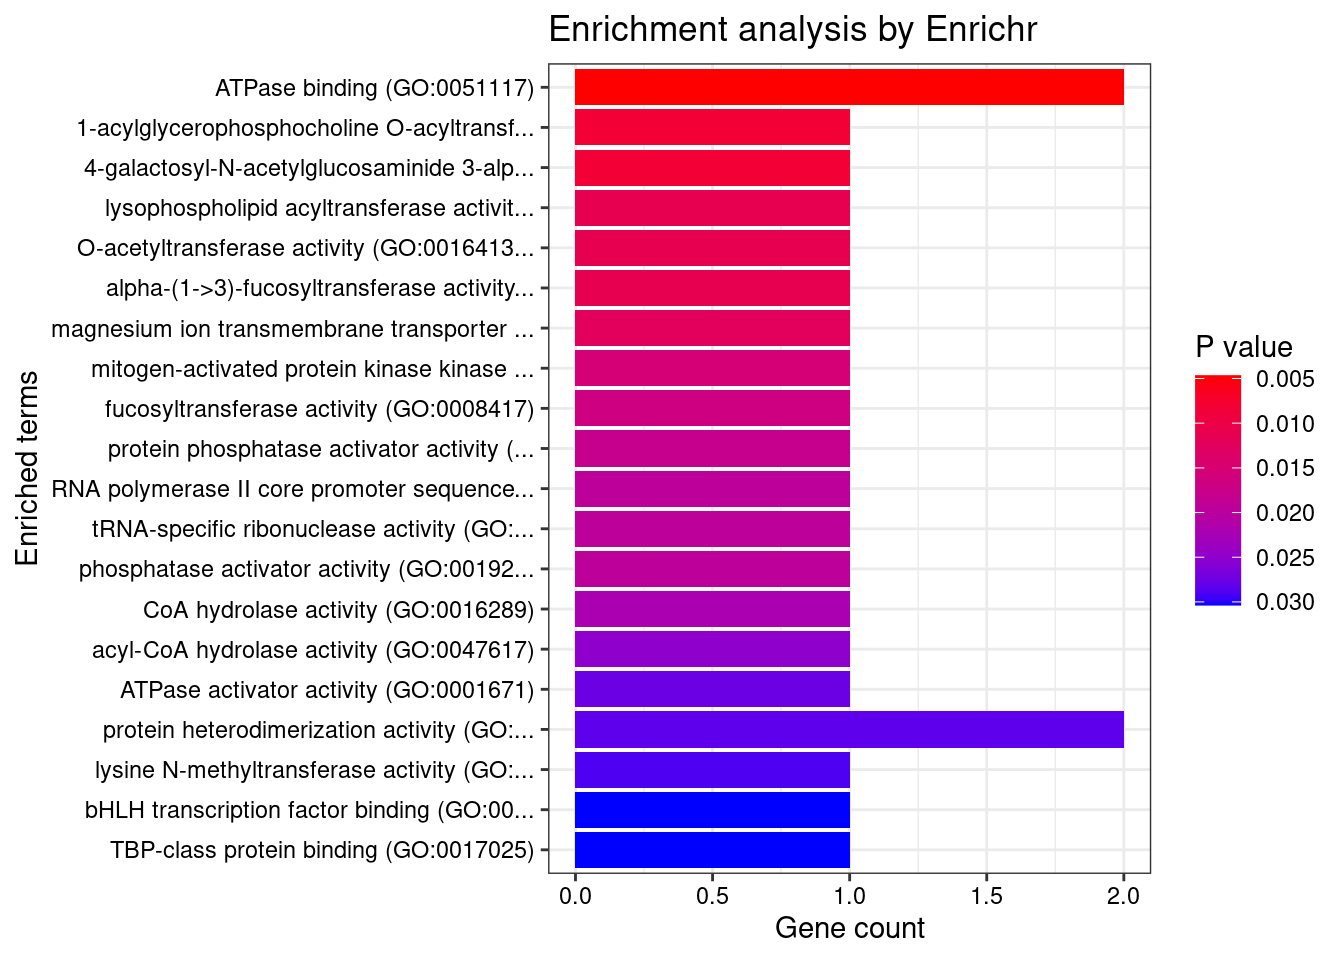 Enrichment analysis by Enrichr
Enriched terms
ATPase binding (GO:0051117)
1-acylglycerophosphocholine O-acyltransf...
4-galactosyl-N-acetylglucosaminide 3-alp...
lysophospholipid acyltransferase activit...
O-acetyltransferase activity (GO:0016413...
alpha-(1->3)-fucosyltransferase activity...
magnesium ion transmembrane transporter ...
mitogen-activated protein kinase kinase ...
fucosyltransferase activity (GO:0008417)
protein phosphatase activator activity (...
RNA polymerase II core promoter sequence...
tRNA-specific ribonuclease activity (GO:...
phosphatase activator activity (GO:00192...
CoA hydrolase activity (GO:0016289)
acyl-CoA hydrolase activity (GO:0047617)
ATPase activator activity (GO:0001671)
protein heterodimerization activity (GO:...
lysine N-methyltransferase activity (GO:...
bHLH transcription factor binding (GO:00...
TBP-class protein binding (GO:0017025)
0.0 0.5 1.0 1.5 2.0
Gene count
P value
0.005
0.010
0.015
0.020
0.025
0.030